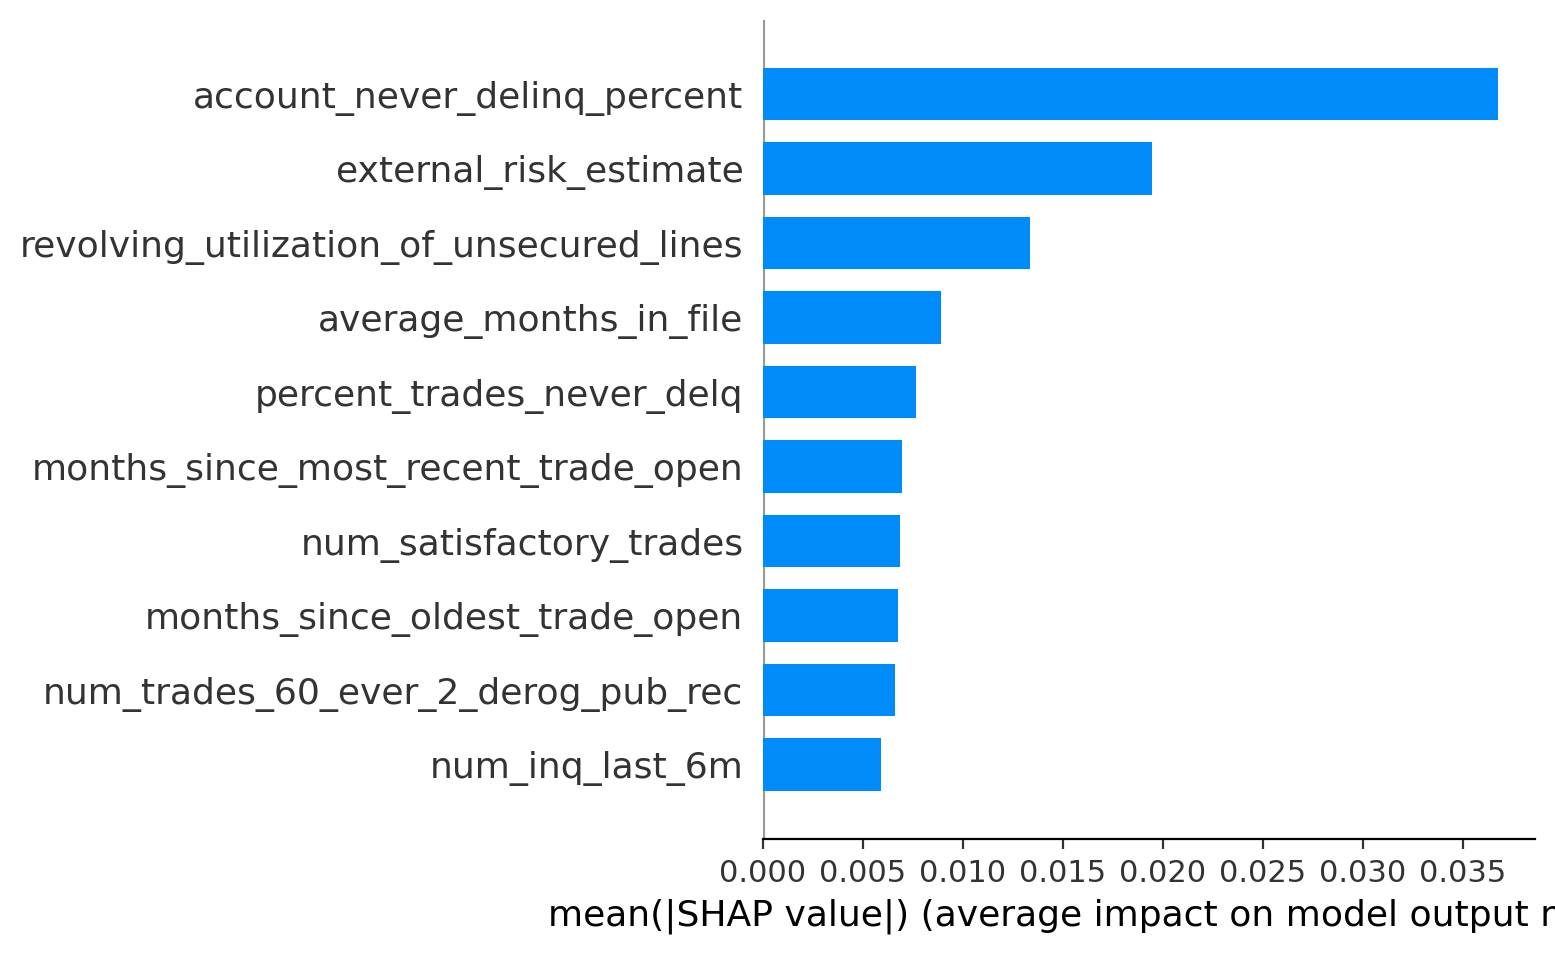 account_never_delinq_percent
external_risk_estimate
revolving_utilization_of_unsecured_lines
average_months_in_file
percent_trades_never_delq
months_since_most_recent_trade_open
num_satisfactory_trades
months_since_oldest_trade_open
num_trades_60_ever_2_derog_pub_rec
num_inq_last_6m
0.000 0.005 0.010 0.015 0.020 0.025 0.030 0.035
mean(|SHAP value|) (average impact on model output